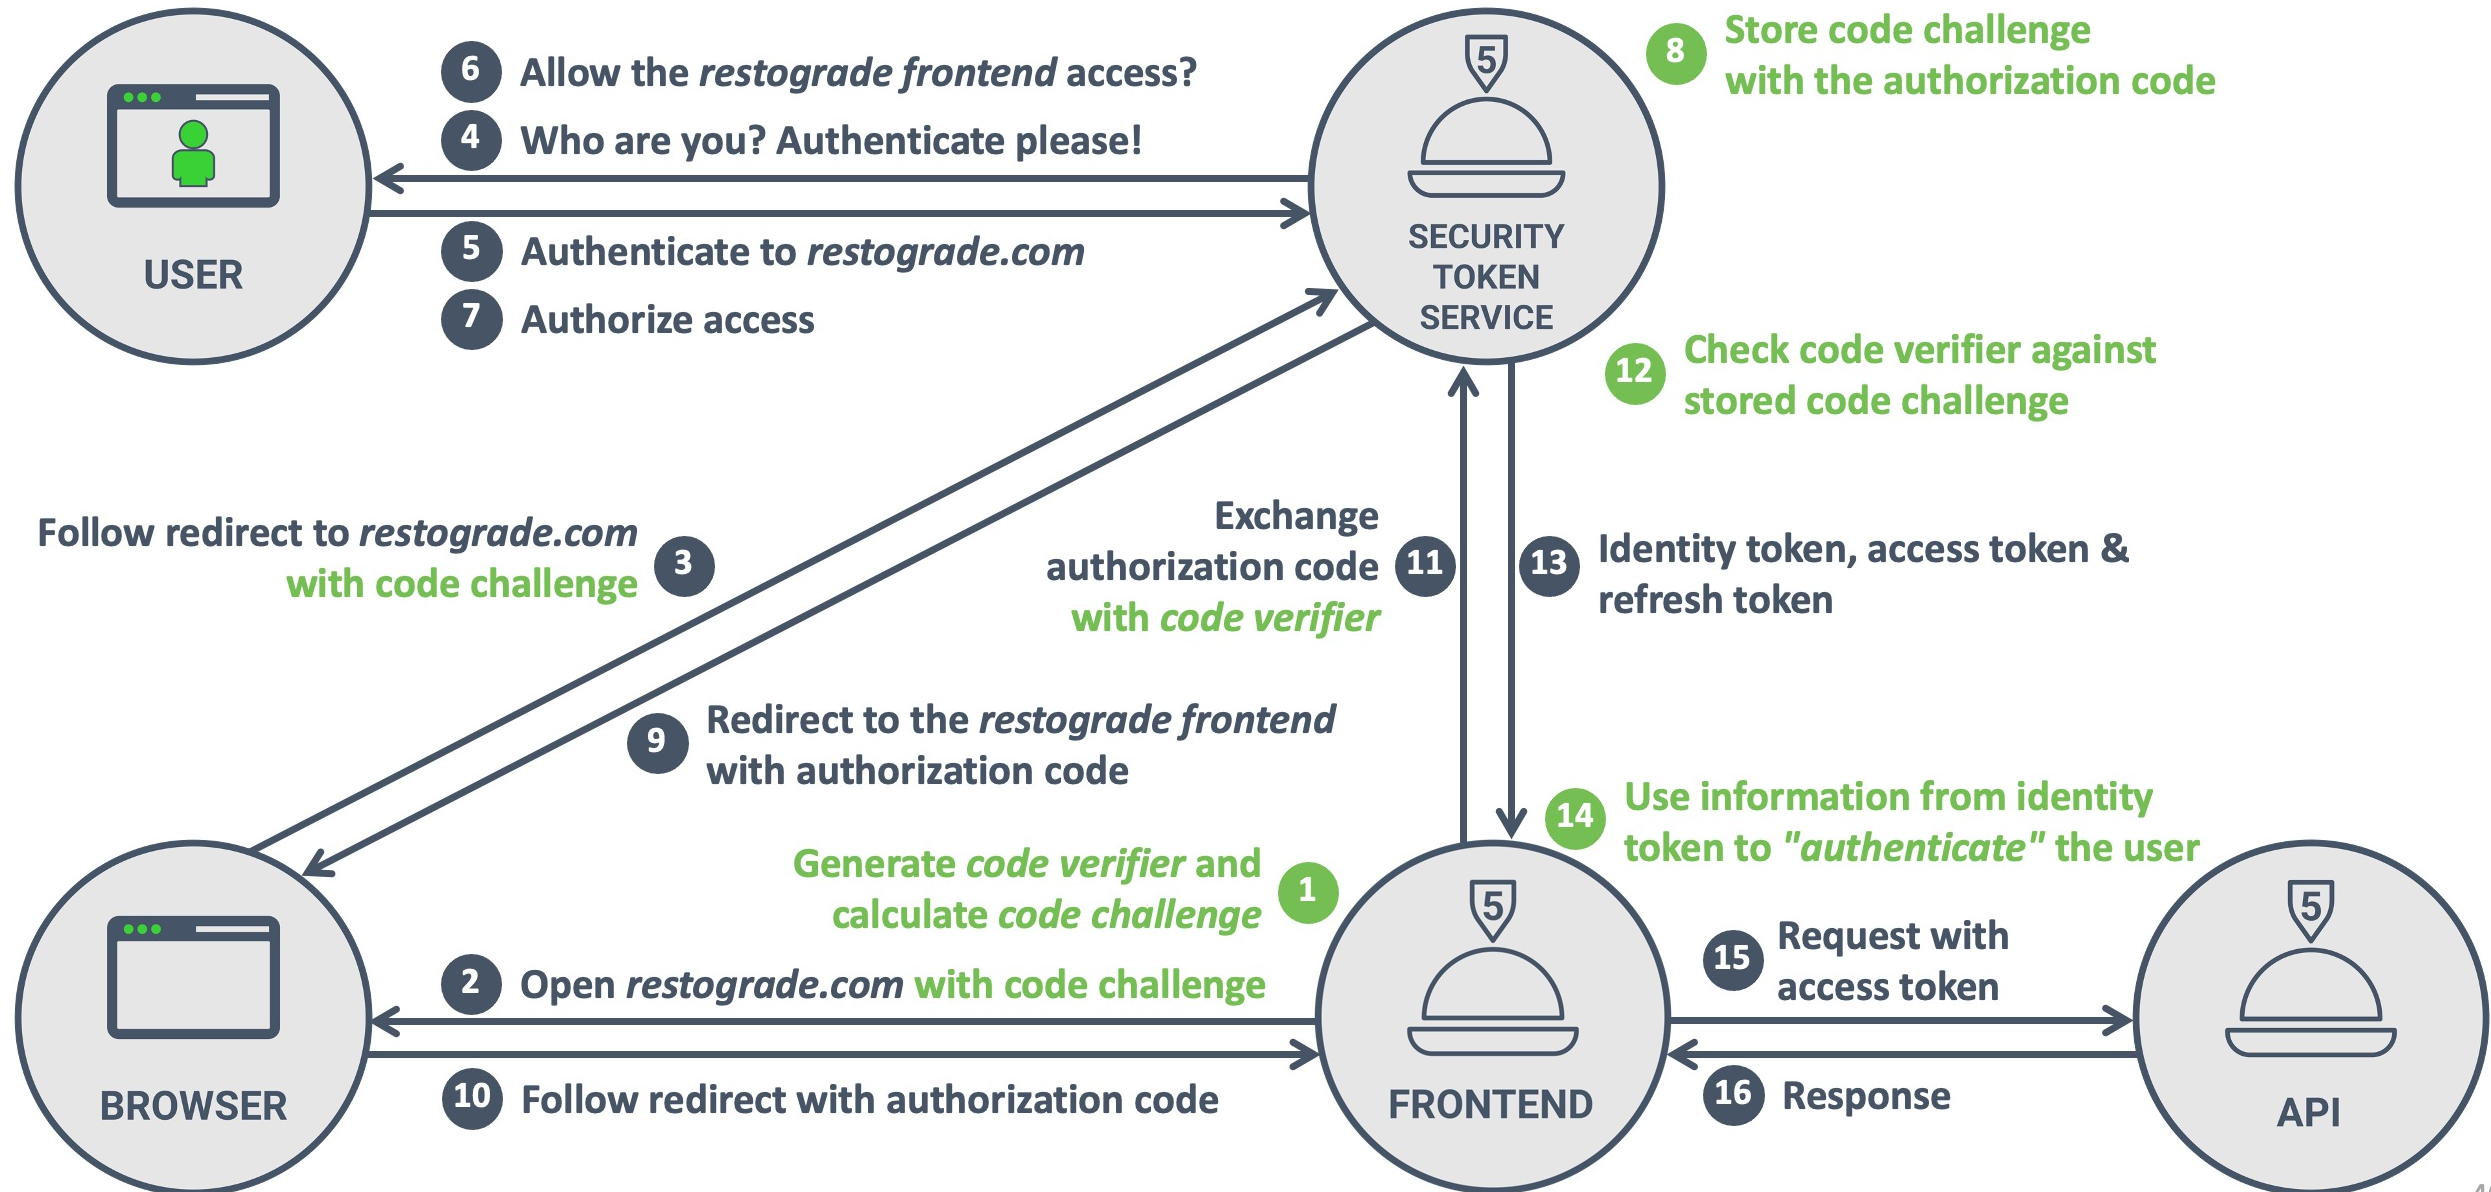 6 Allow the restograde frontend access?
4 Who are you? Authenticate please!
5 Authenticate to restograde.com
7 Authorize access
USER
5
SECURITY
TOKEN
SERVICE
8 Store code challenge
with the authorization code
12 Check code verifier against
stored code challenge
Follow redirect to restograde.com
with code challenge
3
Exchange
authorization code
with code verifier
11
13 Identity token, access token &
refresh token
9 Redirect to the restograde frontend
with authorization code
Generate code verifier and
calculate code challenge
1
14 Use information from identity
token to "authenticate" the user
2 Open restograde.com with code challenge
10 Follow redirect with authorization code
BROWSER
5
FRONTEND
15 Request with
access token
16 Response
5
API